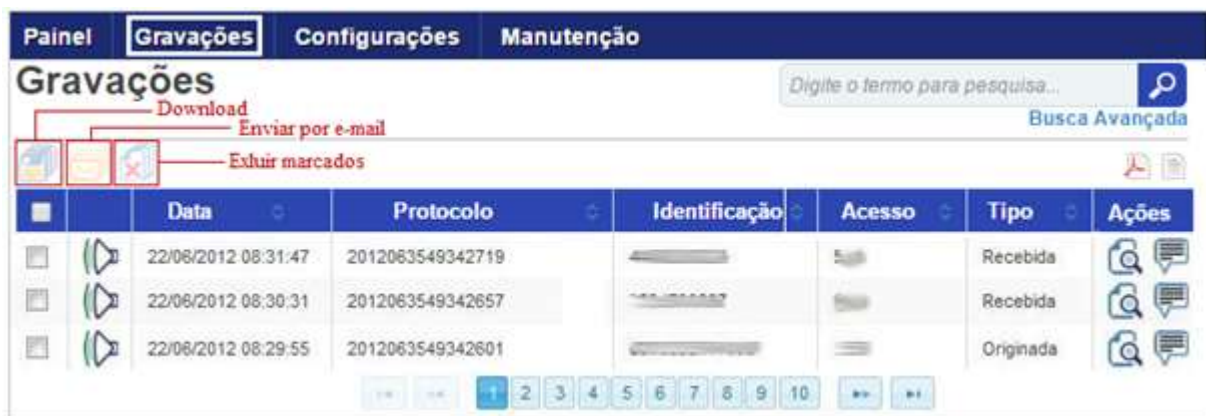 Painel Gravações Configurações Manutenção
Gravações
Digite o termo para pesquisa...
Busca Avançada
Download
Enviar por e-mail
Exluir marcados
Data Protocolo Identificação Acesso Tipo Ações
22/06/2012 08:31:47 2012063549342719 Recebida
22/06/2012 08:30:31 2012063549342657 Recebida
22/06/2012 08:29:55 2012063549342601 Originada
1 2 3 4 5 6 7 8 9 10